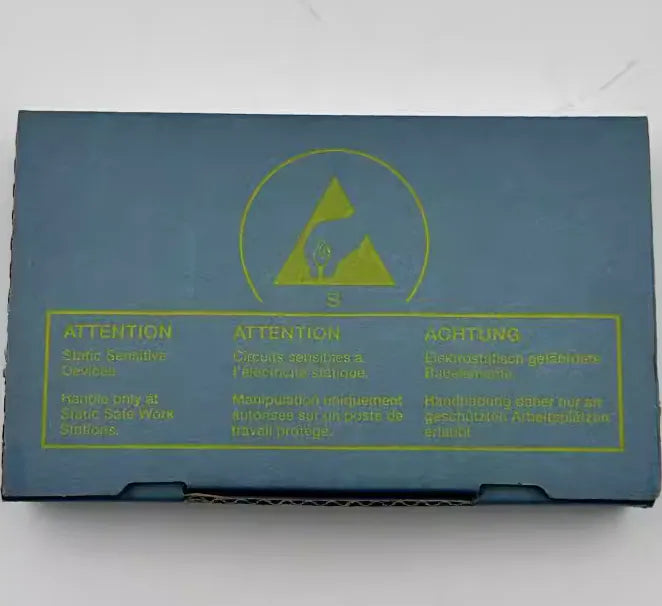 S
ATTENTION
Static Sensitive
Devices.
Handle only at
Static Safe Work
Stations.
ATTENTION
Circuits sensibles à
l'électricité statique.
Manipulation uniquement
autorisée sur un poste de
travail protégé.
ACHTUNG
Elektrostatisch gefährdete
Bauelemente.
Handhabung daher nur an
geschützten Arbeitsplätzen
erlaubt.